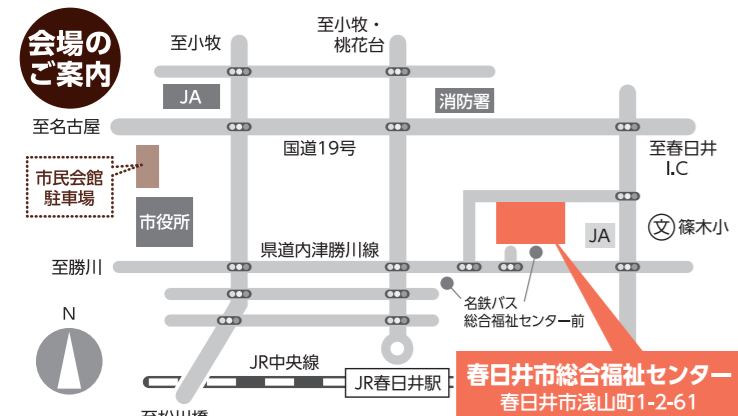 会場の
ご案内
至小牧
至小牧・
桃花台
JA
消防署
至名古屋
国道19号
至春日井
I.C
市民会館
駐車場
市役所
JA
文
篠木小
県道内津勝川線
至勝川
名鉄バス
総合福祉センター前
N
JR中央線
JR春日井駅
春日井市総合福祉センター
春日井市浅山町1-2-61
至松川橋